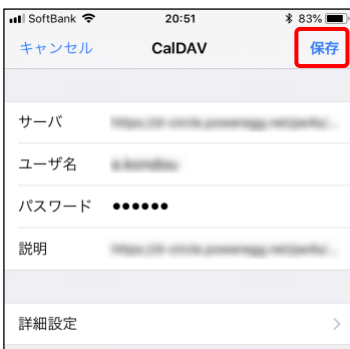 SoftBank 20:51 83%
キャンセル CalDAV 保存
サーバ
ユーザ名
パスワード ●●●●●●
説明
詳細設定